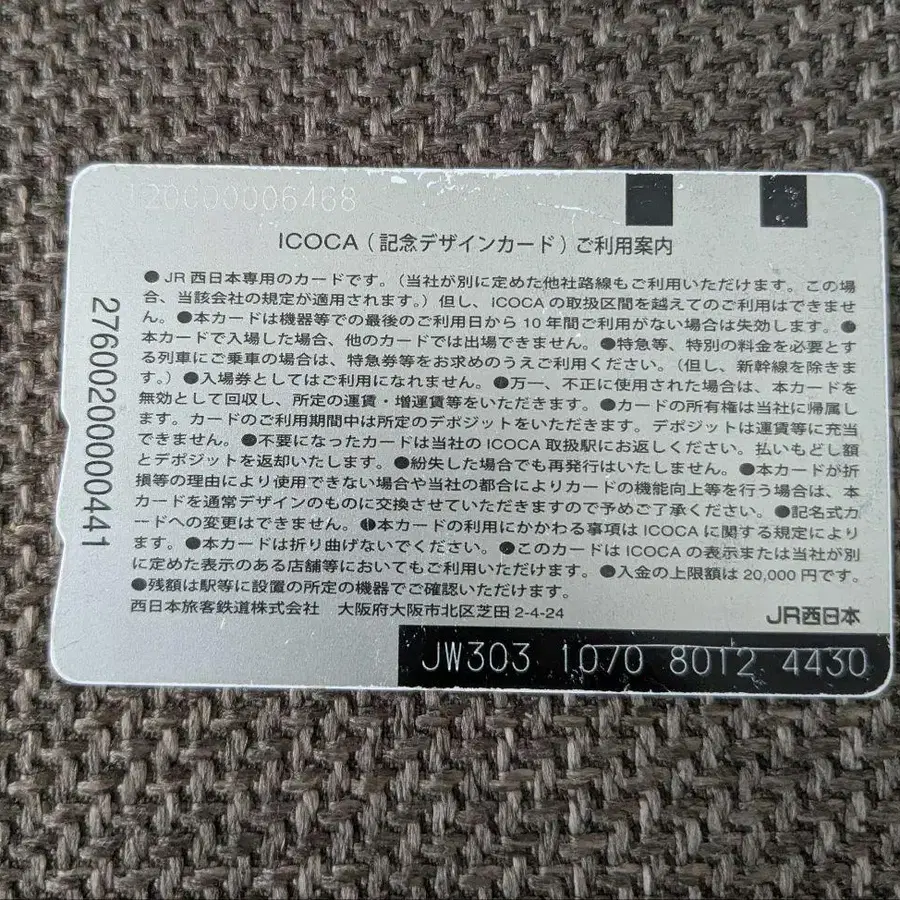 120000006468
ICOCA（記念デザインカード）ご利用案内
●JR西日本専用のカードです。（当社が別に定めた他社路線もご利用いただけます。この場
合、当該会社の規定が適用されます。）但し、ICOCAの取扱区間を越えてのご利用はできませ
ん。●本カードは機器等での最後のご利用日から10年間ご利用がない場合は失効します。●
本カードで入場した場合、他のカードでは出場できません。●特急等、特別の料金を必要とす
る列車にご乗車の場合は、特急券等をお求めのうえご利用ください。（但し、新幹線を除きま
す。）●入場券としてはご利用になれません。●万一、不正に使用された場合は、本カードを
無効として回収し、所定の運賃・増運賃等をいただきます。●カードの所有権は当社に帰属し
ます。カードのご利用期間中は所定のデポジットをいただきます。デポジットは運賃等に充当
できません。●不要になったカードは当社のICOCA取扱駅にお返しください。払いもどし額
とデポジットを返却いたします。●紛失した場合でも再発行はいたしません。●本カードが折
損等の理由により使用できない場合や当社の都合によりカードの機能向上等を行う場合は、本
カードを通常デザインのものに交換させていただきますので予めご了承ください。●記名式カ
ードへの変更はできません。●本カードの利用にかかわる事項はICOCAに関する規定により
ます。●本カードは折り曲げないでください。●このカードはICOCAの表示または当社が別
に定めた表示のある店舗等においてもご利用いただけます。●入金の上限額は20,000円です。
●残額は駅等に設置の所定の機器でご確認いただけます。
西日本旅客鉄道株式会社 大阪府大阪市北区芝田2-4-24
JR西日本
JW303 1070 8012 4430
27600200000441